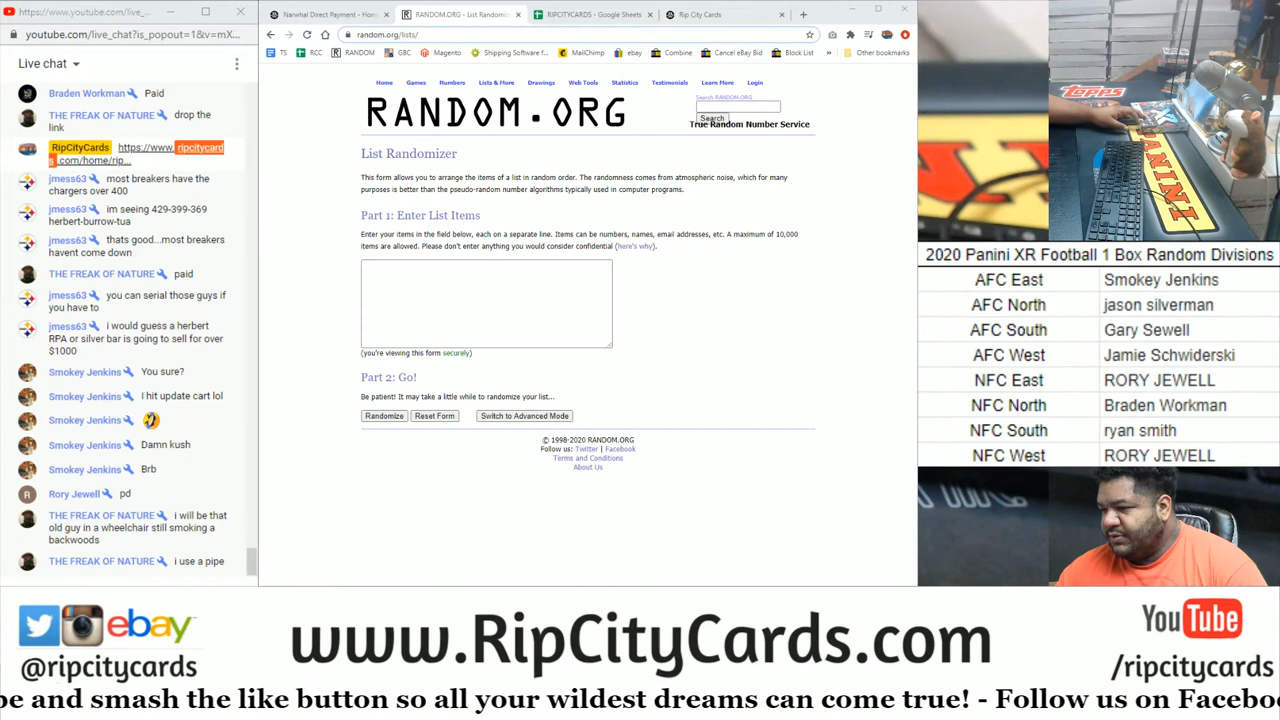 https://www.youtube.com/live_...
youtube.com/live_chat?is_popout=1&v=mX...
Live chat
Braden Workman Paid
THE FREAK OF NATURE drop the
link
RipCityCards https://www.ripcitycard
s.com/home/rip...
jmess63 most breakers have the
chargers over 400
jmess63 im seeing 429-399-369
herbert-burrow-tua
jmess63 thats good...most breakers
havent come down
THE FREAK OF NATURE paid
jmess63 you can serial those guys if
you have to
jmess63 i would guess a herbert
RPA or silver bar is going to sell for over
$1000
Smokey Jenkins You sure?
Smokey Jenkins I hit update cart lol
Smokey Jenkins 🤣
Smokey Jenkins Damn kush
Smokey Jenkins Brb
R Rory Jewell pd
THE FREAK OF NATURE i will be that
old guy in a wheelchair still smoking a
backwoods
THE FREAK OF NATURE i use a pipe
Narwhal Direct Payment - Hom
RANDOM.ORG - List Randomiz
RIPCITYCARDS - Google Sheets
Rip City Cards
random.org/lists/
TS RCC RANDOM GBC Magento Shipping Software f... MailChimp ebay Combine Cancel eBay Bid Block List » Other bookmarks
Home Games Numbers Lists & More Drawings Web Tools Statistics Testimonials Learn More Login
RANDOM.ORG
Search RANDOM.ORG
Search
True Random Number Service
List Randomizer
This form allows you to arrange the items of a list in random order. The randomness comes from atmospheric noise, which for many
purposes is better than the pseudo-random number algorithms typically used in computer programs.
Part 1: Enter List Items
Enter your items in the field below, each on a separate line. Items can be numbers, names, email addresses, etc. A maximum of 10,000
items are allowed. Please don't enter anything you would consider confidential (here's why).
(you're viewing this form securely)
Part 2: Go!
Be patient! It may take a little while to randomize your list...
Randomize Reset Form Switch to Advanced Mode
© 1998-2020 RANDOM.ORG
Follow us: Twitter | Facebook
Terms and Conditions
About Us
TOPPS
PANINI
2020 Panini XR Football 1 Box Random Divisions
AFC East Smokey Jenkins
AFC North jason silverman
AFC South Gary Sewell
AFC West Jamie Schwiderski
NFC East RORY JEWELL
NFC North Braden Workman
NFC South ryan smith
NFC West RORY JEWELL
ebay
@ripcitycards
www.RipCityCards.com
YouTube
/ripcitycards
be and smash the like button so all your wildest dreams can come true! - Follow us on Facebo